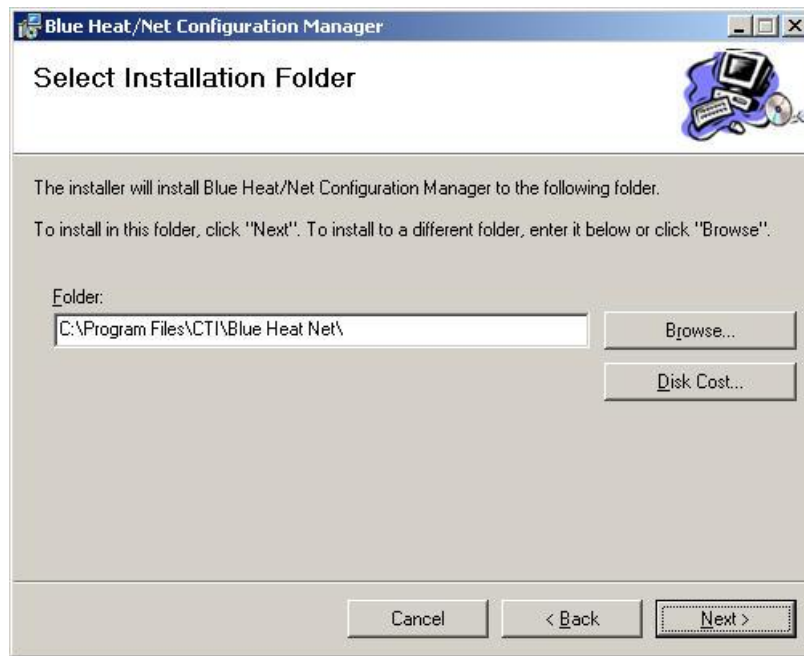 Blue Heat/Net Configuration Manager
Select Installation Folder
The installer will install Blue Heat/Net Configuration Manager to the following folder.
To install in this folder, click "Next". To install to a different folder, enter it below or click "Browse".
Folder:
C:\Program Files\CTI\Blue Heat Net\
Browse...
Disk Cost...
Cancel
< Back
Next >